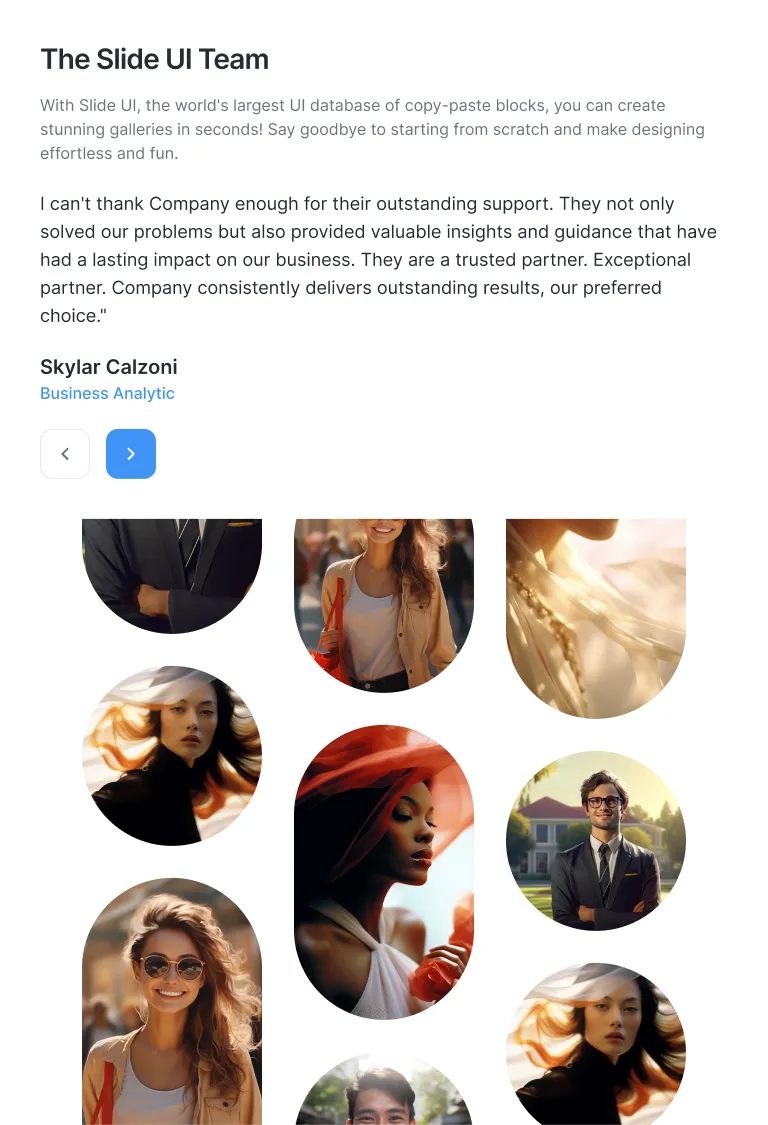 The Slide UI Team
With Slide UI, the world's largest UI database of copy-paste blocks, you can create
stunning galleries in seconds! Say goodbye to starting from scratch and make designing
effortless and fun.
I can't thank Company enough for their outstanding support. They not only
solved our problems but also provided valuable insights and guidance that have
had a lasting impact on our business. They are a trusted partner. Exceptional
partner. Company consistently delivers outstanding results, our preferred
choice."
Skylar Calzoni
Business Analytic